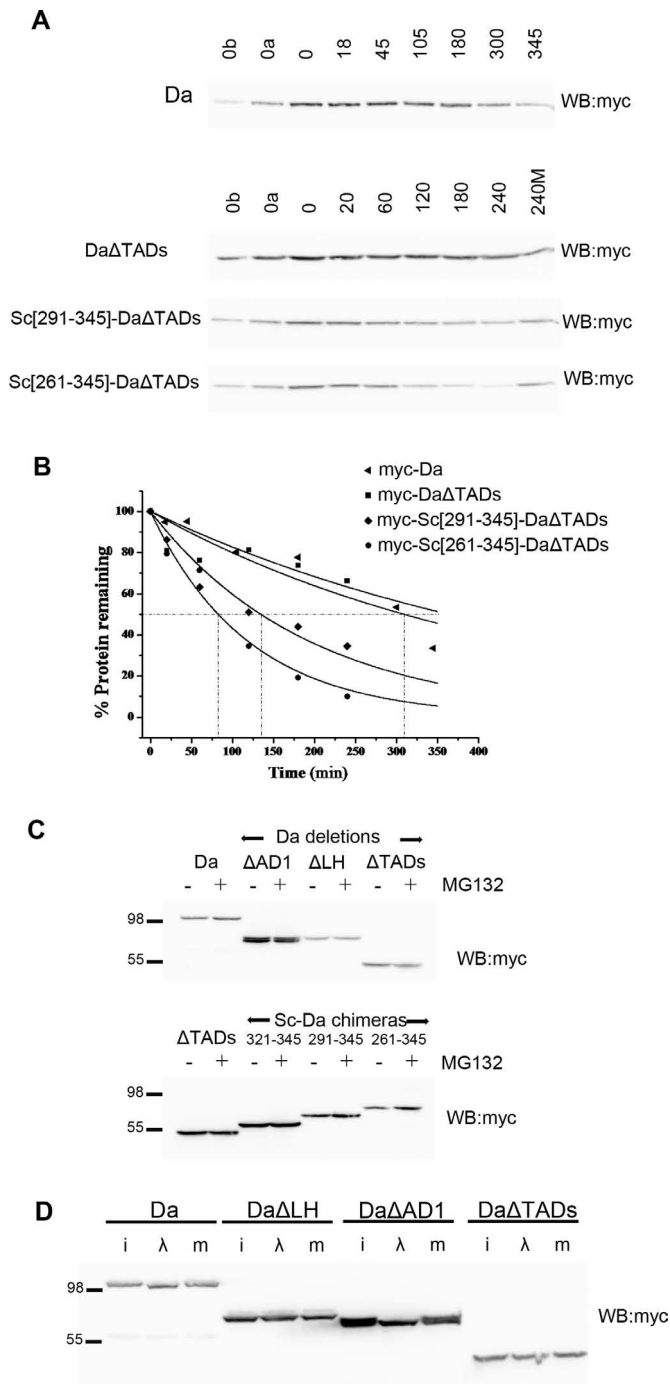 A
0b 0a 0 18 45 105 180 300 345
Da WB:myc
0b 0a 0 20 60 120 180 240 240M
DaΔTADs WB:myc
Sc[291-345]-DaΔTADs WB:myc
Sc[261-345]-DaΔTADs WB:myc
B
myc-Da
myc-DaΔTADs
myc-Sc[291-345]-DaΔTADs
myc-Sc[261-345]-DaΔTADs
% Protein remaining
100
80
60
40
20
0
0 50 100 150 200 250 300 350 400
Time (min)
C
Da deletions
Da ΔAD1 ΔLH ΔTADs
- + - + - + - + MG132
98
55 WB:myc
Sc-Da chimeras
ΔTADs 321-345 291-345 261-345
- + - + - + - + MG132
98
55 WB:myc
D
Da DaΔLH DaΔAD1 DaΔTADs
i λ m i λ m i λ m i λ m
98
55 WB:myc